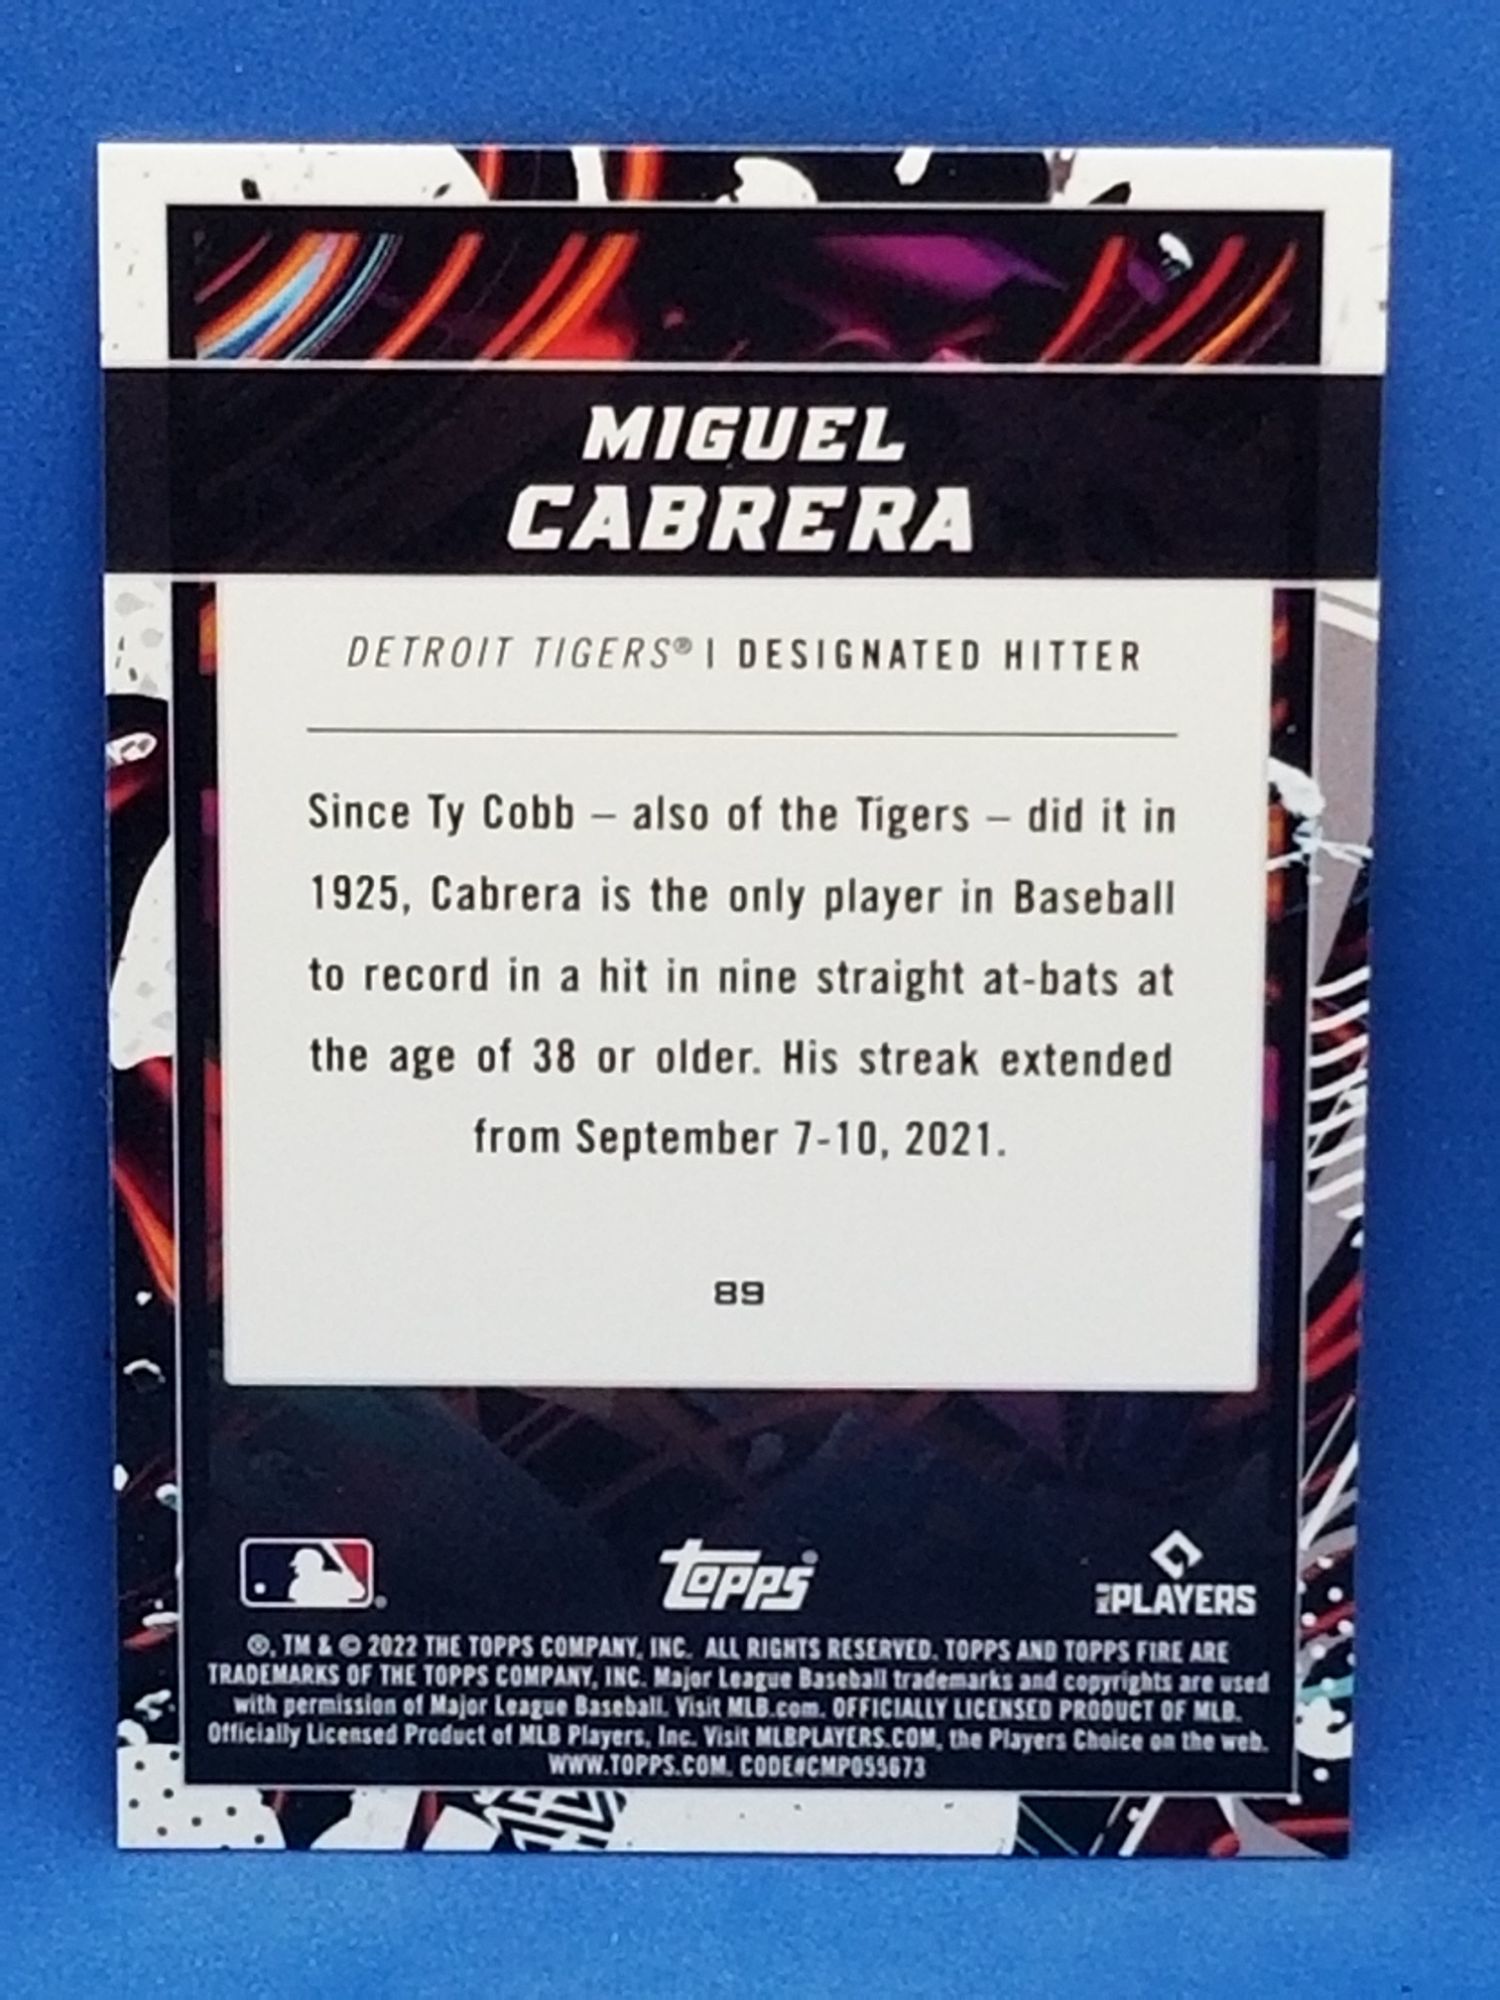 MIGUEL
CABRERA
DETROIT TIGERS® | DESIGNATED HITTER
Since Ty Cobb – also of the Tigers – did it in
1925, Cabrera is the only player in Baseball
to record in a hit in nine straight at-bats at
the age of 38 or older. His streak extended
from September 7-10, 2021.
89
® topps® PLAYERS
®, TM & © 2022 THE TOPPS COMPANY, INC. ALL RIGHTS RESERVED. TOPPS AND TOPPS FIRE ARE
TRADEMARKS OF THE TOPPS COMPANY, INC. Major League Baseball trademarks and copyrights are used
with permission of Major League Baseball. Visit MLB.com. OFFICIALLY LICENSED PRODUCT OF MLB.
Officially Licensed Product of MLB Players, Inc. Visit MLBPLAYERS.COM, the Players Choice on the web.
WWW.TOPPS.COM. CODE#CMP055673